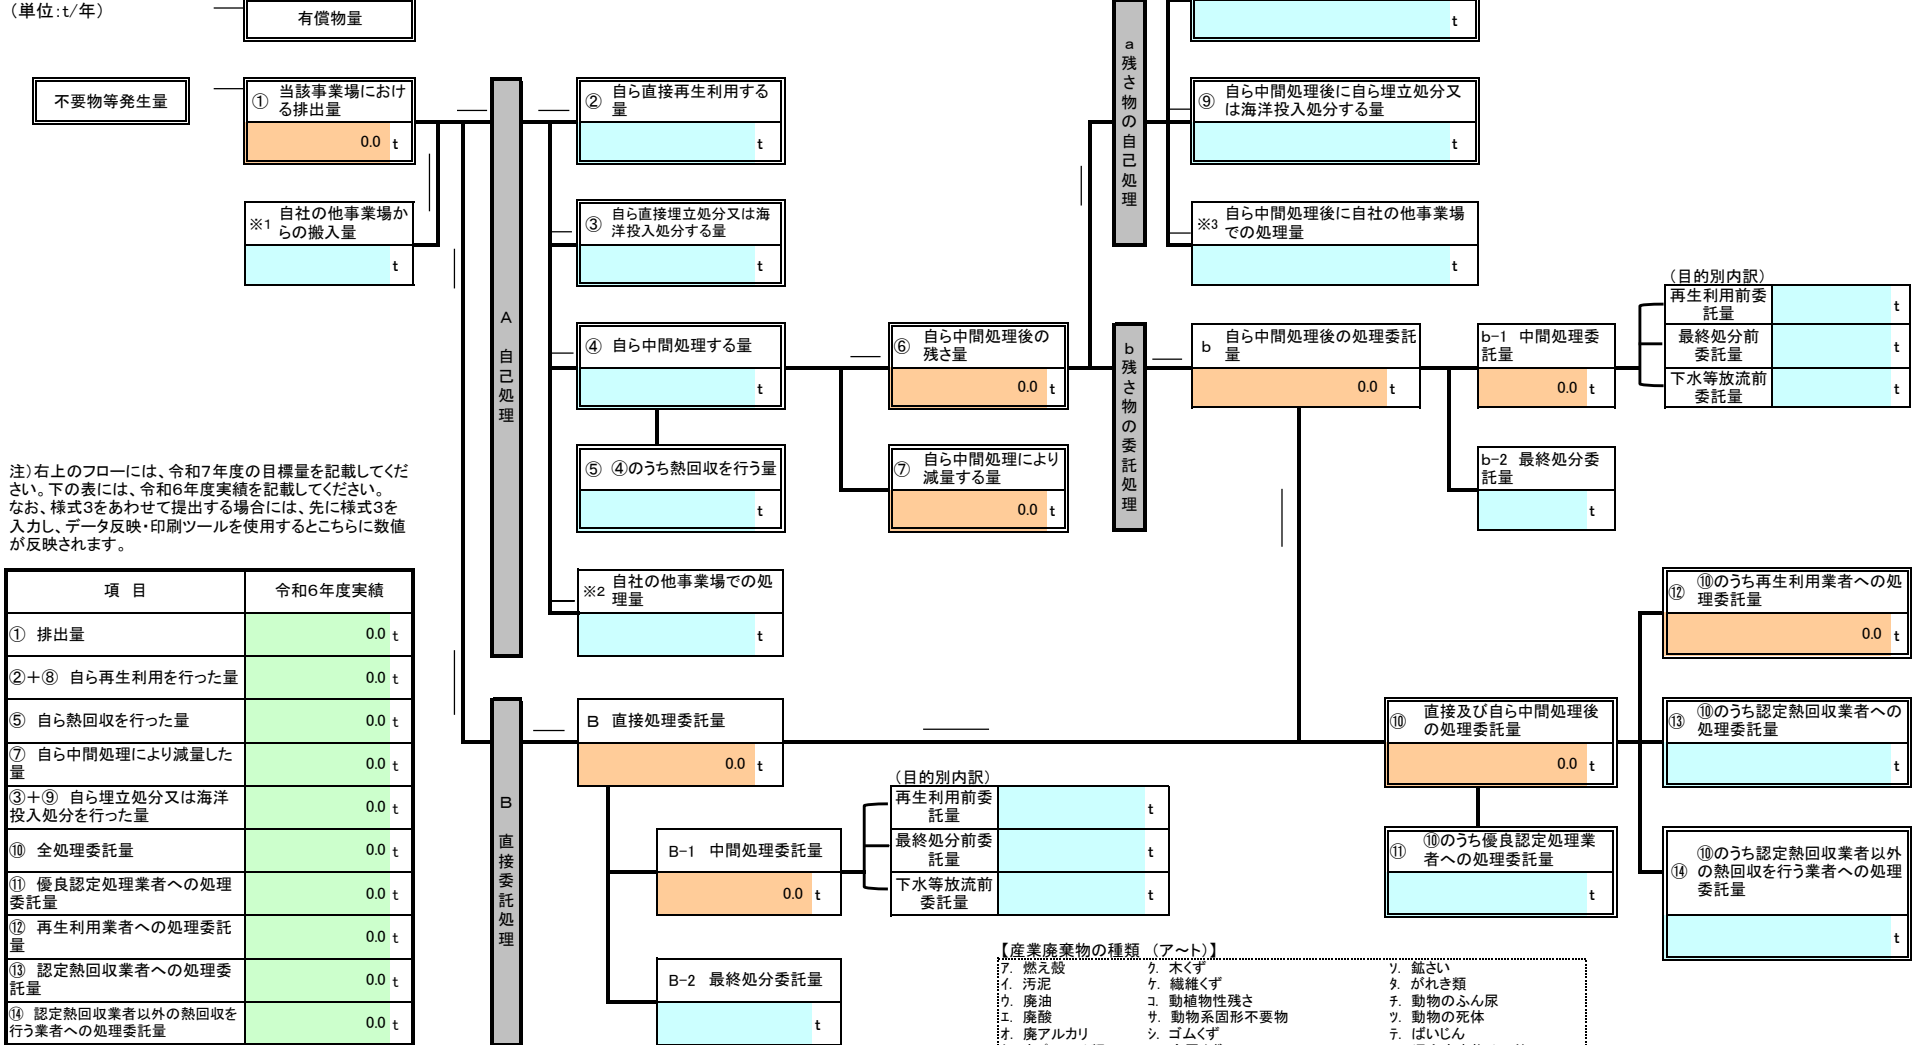 (単位:t/年)
有償物量
t
不要物等発生量
① 当該事業場におけ
る排出量
0.0 t
※1 自社の他事業場か
らの搬入量
t
A 自己処理
② 自ら直接再生利用する
量
t
③ 自ら直接埋立処分又は海
洋投入処分する量
t
④ 自ら中間処理する量
t
⑤ ④のうち熱回収を行う量
t
※2 自社の他事業場での処
理量
t
⑥ 自ら中間処理後の
残さ量
0.0 t
⑦ 自ら中間処理により
減量する量
0.0 t
a 残さ物の自己処理
⑨ 自ら中間処理後に自ら埋立処分又
は海洋投入処分する量
t
※3 自ら中間処理後に自社の他事業場
での処理量
t
b 残さ物の委託処理
b 自ら中間処理後の処理委託
量
0.0 t
b-1 中間処理委
託量
0.0 t
b-2 最終処分委
託量
t
(目的別内訳)
再生利用前委
託量
t
最終処分前
委託量
t
下水等放流前
委託量
t
注)右上のフローには、令和7年度の目標量を記載してくだ
さい。下の表には、令和6年度実績を記載してください。
なお、様式3をあわせて提出する場合には、先に様式3を
入力し、データ反映・印刷ツールを使用するとこちらに数値
が反映されます。
項 目 令和6年度実績
① 排出量 0.0 t
②+⑧ 自ら再生利用を行った量 0.0 t
⑤ 自ら熱回収を行った量 0.0 t
⑦ 自ら中間処理により減量した
量 0.0 t
③+⑨ 自ら埋立処分又は海洋
投入処分を行った量 0.0 t
⑩ 全処理委託量 0.0 t
⑪ 優良認定処理業者への処理
委託量 0.0 t
⑫ 再生利用業者への処理委託
量 0.0 t
⑬ 認定熱回収業者への処理委
託量 0.0 t
⑭ 認定熱回収業者以外の熱回収を
行う業者への処理委託量 0.0 t
B 直接委託処理
B 直接処理委託量
0.0 t
B-1 中間処理委託量
0.0 t
B-2 最終処分委託量
t
(目的別内訳)
再生利用前委
託量
t
最終処分前委
託量
t
下水等放流前
委託量
t
⑩ 直接及び自ら中間処理後
の処理委託量
0.0 t
⑪ ⑩のうち優良認定処理業
者への処理委託量
t
⑫ ⑩のうち再生利用業者への処
理委託量
0.0 t
⑬ ⑩のうち認定熱回収業者への
処理委託量
t
⑭ ⑩のうち認定熱回収業者以外
の熱回収を行う業者への処理
委託量
t
【産業廃棄物の種類 (ア～ト)】
ア. 燃え殻 ク. 木くず ソ. 鉱さい
イ. 汚泥 ケ. 繊維くず タ. がれき類
ウ. 廃油 コ. 動植物性残さ チ. 動物のふん尿
エ. 廃酸 サ. 動物系固形不要物 ツ. 動物の死体
オ. 廃アルカリ シ. ゴムくず テ. ばいじん